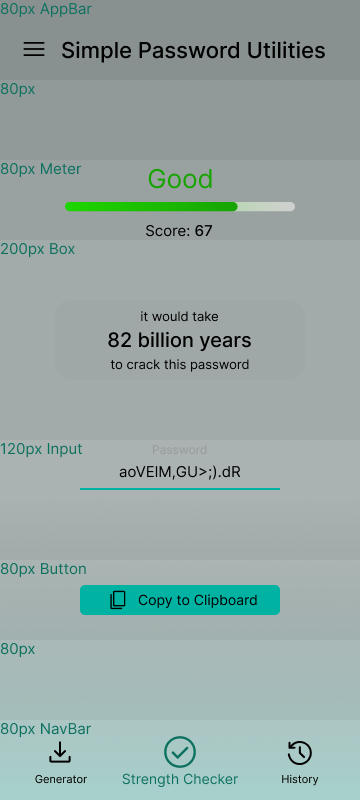 80px AppBar
Simple Password Utilities
80px
80px Meter
Good
Score: 67
200px Box
it would take
82 billion years
to crack this password
120px Input
Password
aoVEIM,GU>;).dR
80px Button
Copy to Clipboard
80px
80px NavBar
Generator
Strength Checker
History